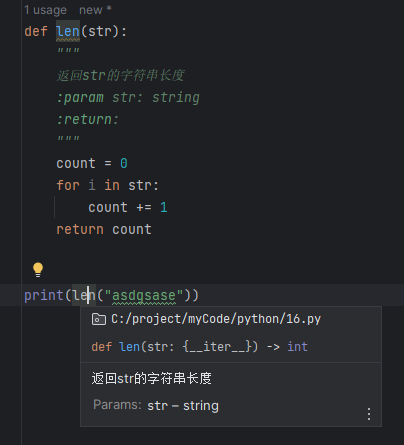 1 usage   new *
def len(str):
    """
    返回str的字符串长度
    :param str: string
    :return:
    """
    count = 0
    for i in str:
        count += 1
    return count
print(len("asdgsase"))
C:/project/myCode/python/16.py
def len(str: {__iter__}) -> int
返回str的字符串长度
Params: str – string